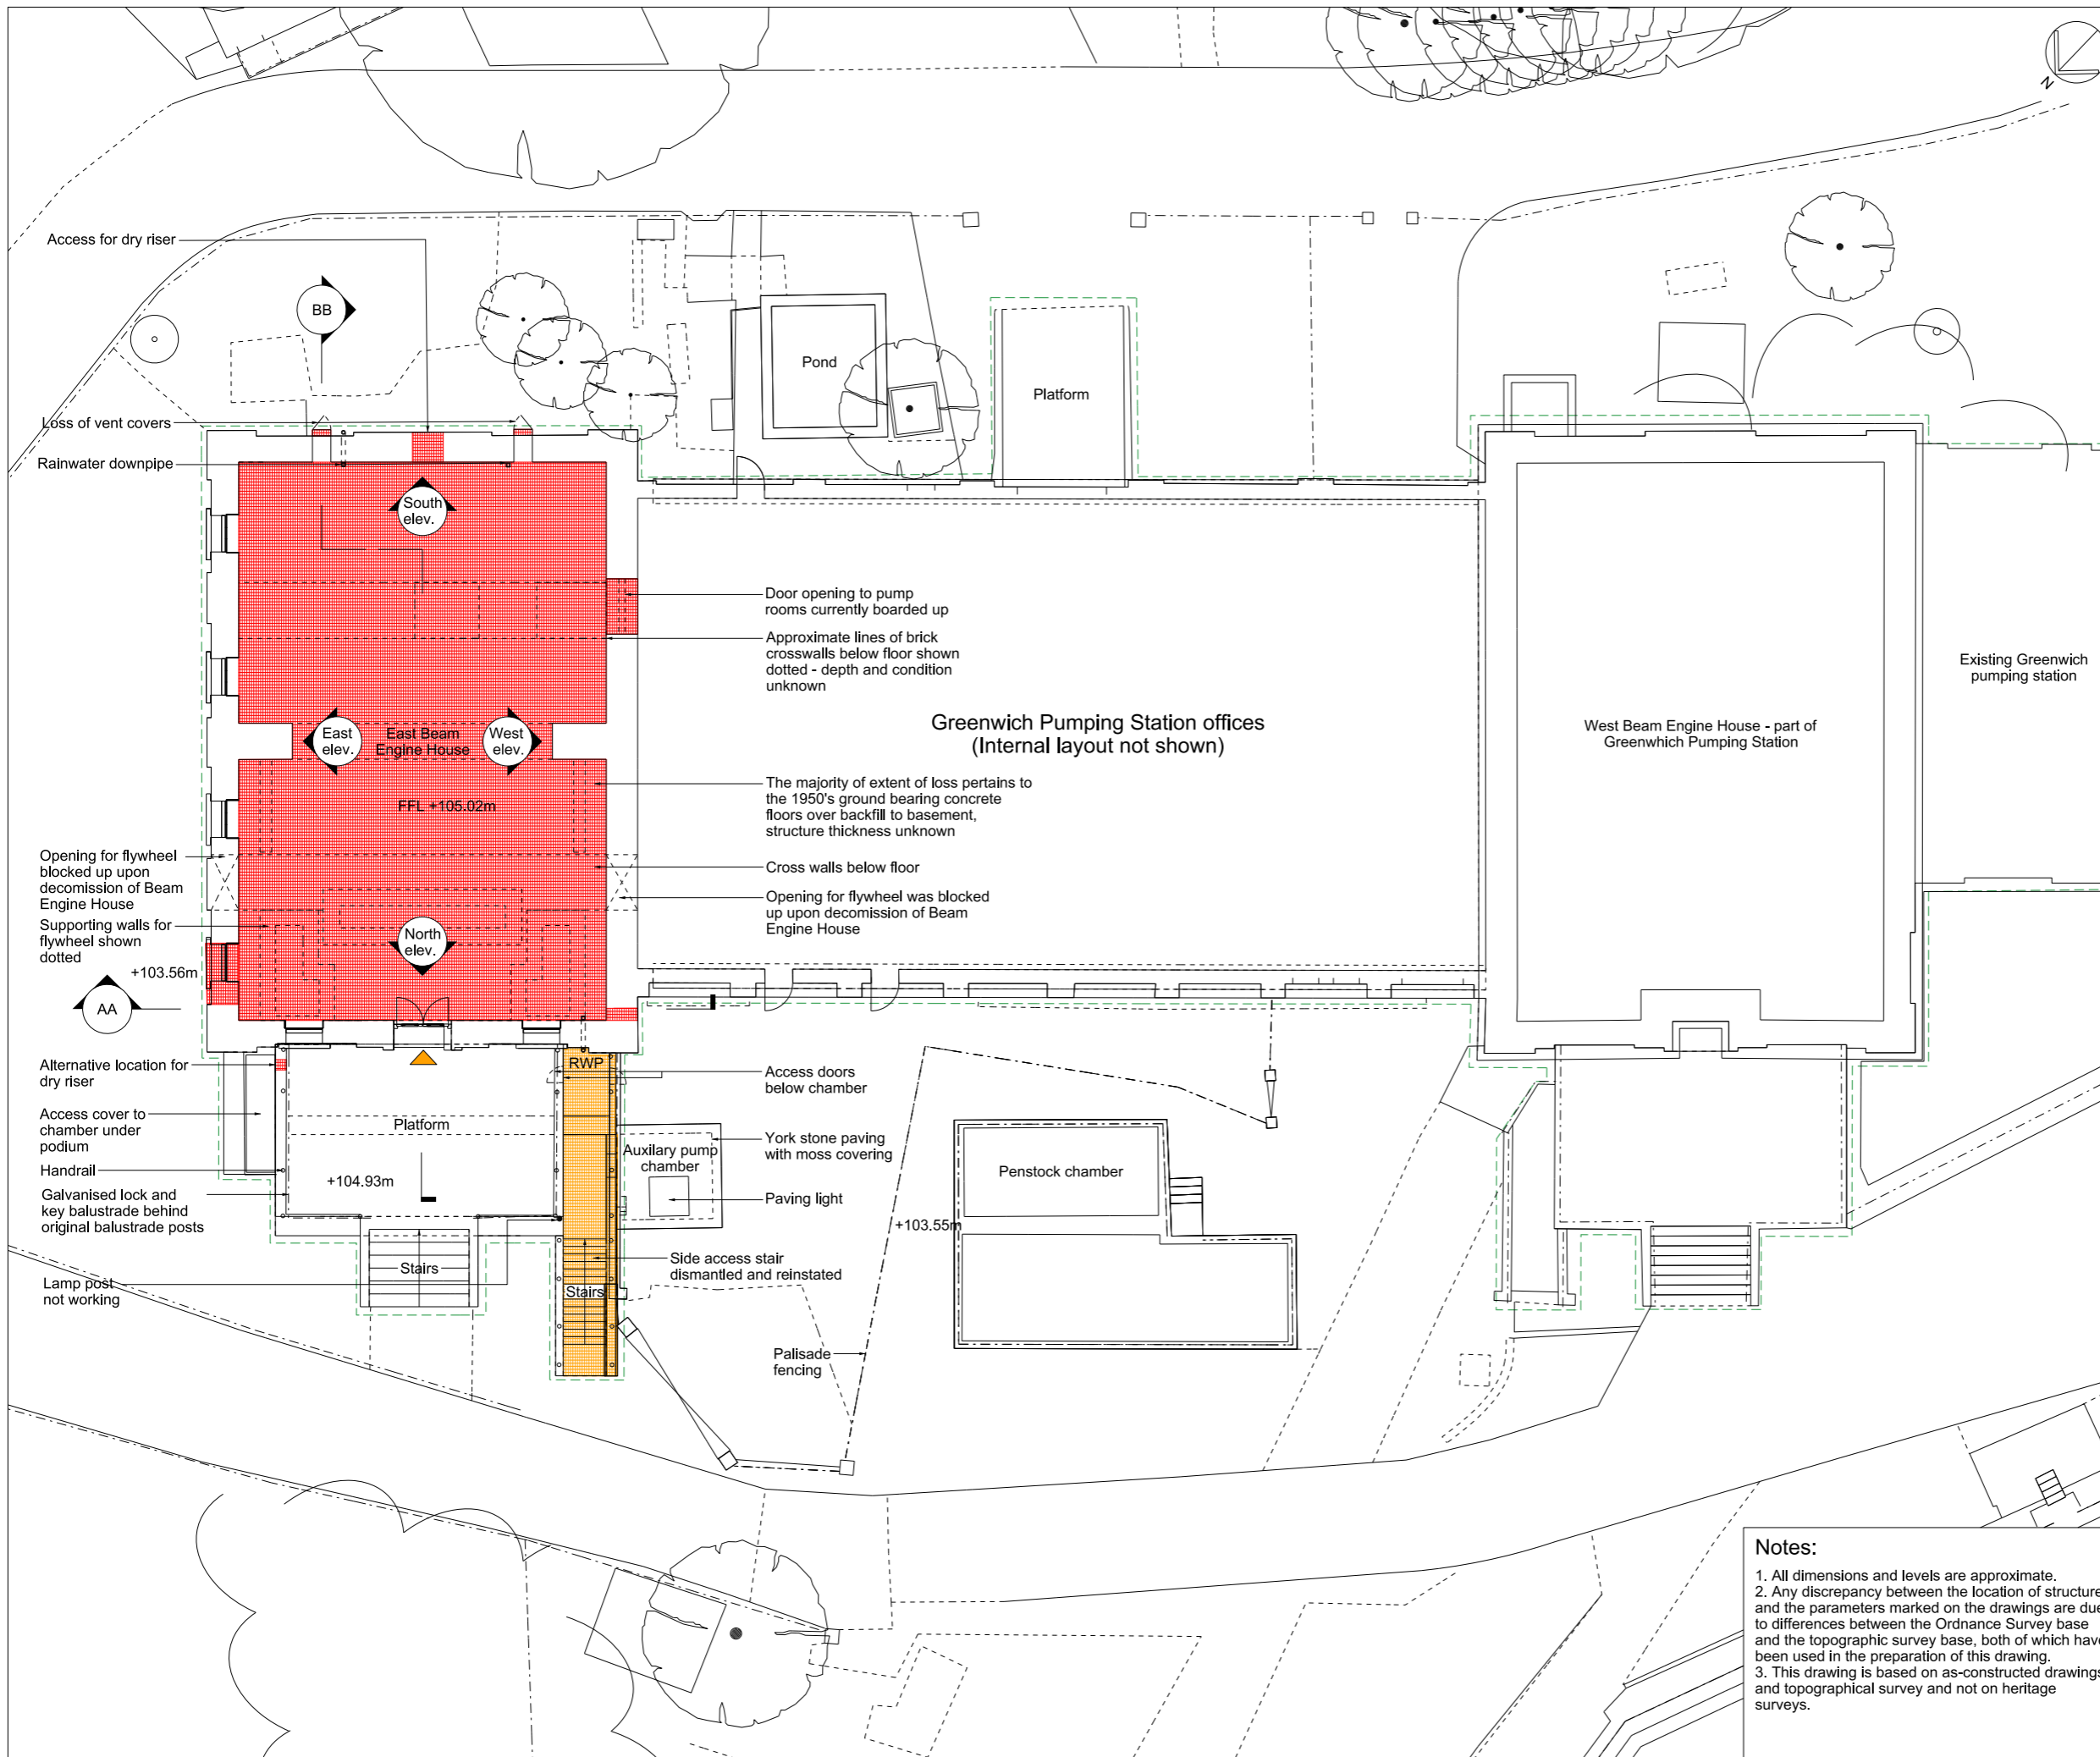 N
Access for dry riser
BB
Pond
Platform
Loss of vent covers
Rainwater downpipe
South
elev.
Door opening to pump
rooms currently boarded up
Approximate lines of brick
crosswalls below floor shown
dotted - depth and condition
unknown
Existing Greenwich
pumping station
Greenwich Pumping Station offices
(Internal layout not shown)
West Beam Engine House - part of
Greenwhich Pumping Station
East
elev.
East Beam
Engine House
West
elev.
The majority of extent of loss pertains to
the 1950's ground bearing concrete
floors over backfill to basement,
structure thickness unknown
FFL +105.02m
Opening for flywheel
blocked up upon
decomission of Beam
Engine House
Cross walls below floor
Opening for flywheel was blocked
up upon decomission of Beam
Engine House
Supporting walls for
flywheel shown
dotted
North
elev.
+103.56m
AA
Alternative location for
dry riser
RWP
Access doors
below chamber
Access cover to
chamber under
podium
Platform
York stone paving
with moss covering
Auxilary pump
chamber
Penstock chamber
Handrail
+104.93m
Paving light
Galvanised lock and
key balustrade behind
original balustrade posts
+103.55m
Side access stair
dismantled and reinstated
Stairs
Stairs
Lamp post
not working
Palisade
fencing
Notes:
1. All dimensions and levels are approximate.
2. Any discrepancy between the location of structure
and the parameters marked on the drawings are due
to differences between the Ordnance Survey base
and the topographic survey base, both of which have
been used in the preparation of this drawing.
3. This drawing is based on as-constructed drawings
and topographical survey and not on heritage
surveys.